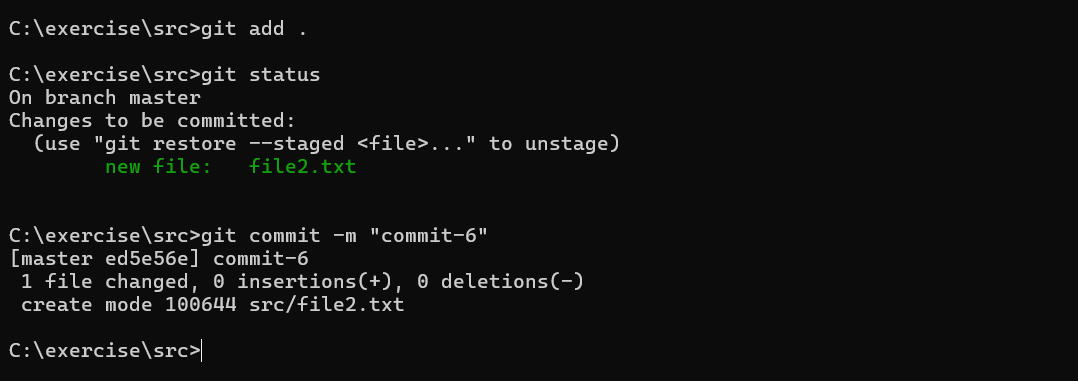 C:\exercise\src>git add .
C:\exercise\src>git status
On branch master
Changes to be committed:
  (use "git restore --staged <file>..." to unstage)
        new file:   file2.txt
C:\exercise\src>git commit -m "commit-6"
[master ed5e56e] commit-6
 1 file changed, 0 insertions(+), 0 deletions(-)
 create mode 100644 src/file2.txt
C:\exercise\src>